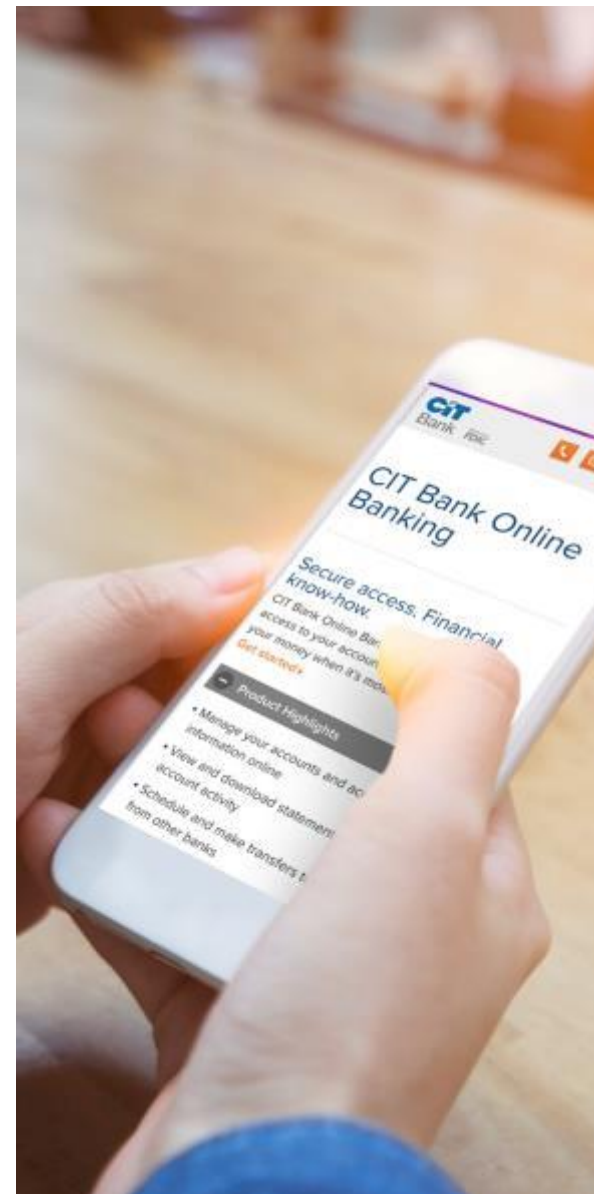 CIT
Bank FDIC
CIT Bank Online
Banking
Secure access. Financial
know-how.
CIT Bank Online
access to your
your money when it's
Get started
Product Highlights
• Manage your accounts and
information online
• View and download
account activity
• Schedule and make transfers
from other banks